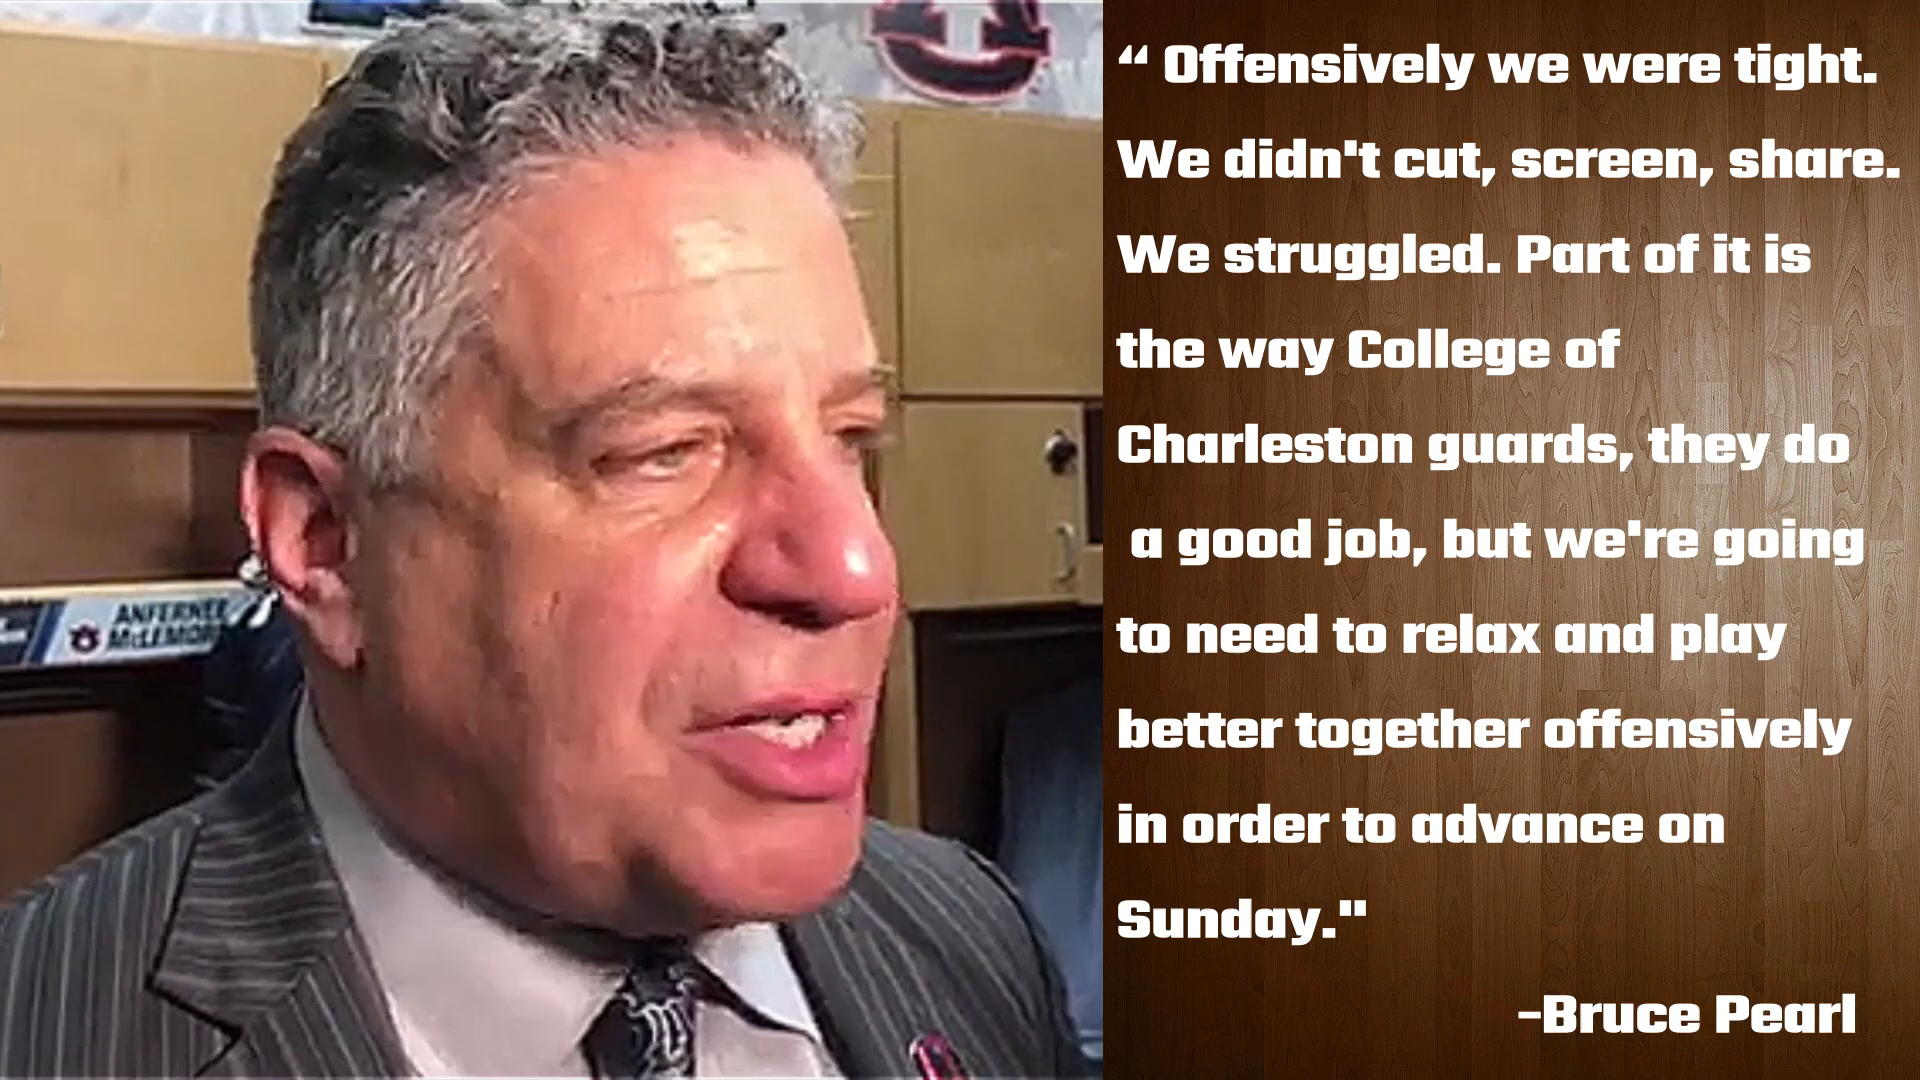 ANFERNEE
McLEMORE
“ Offensively we were tight.
We didn't cut, screen, share.
We struggled. Part of it is
the way College of
Charleston guards, they do
a good job, but we're going
to need to relax and play
better together offensively
in order to advance on
Sunday."
-Bruce Pearl